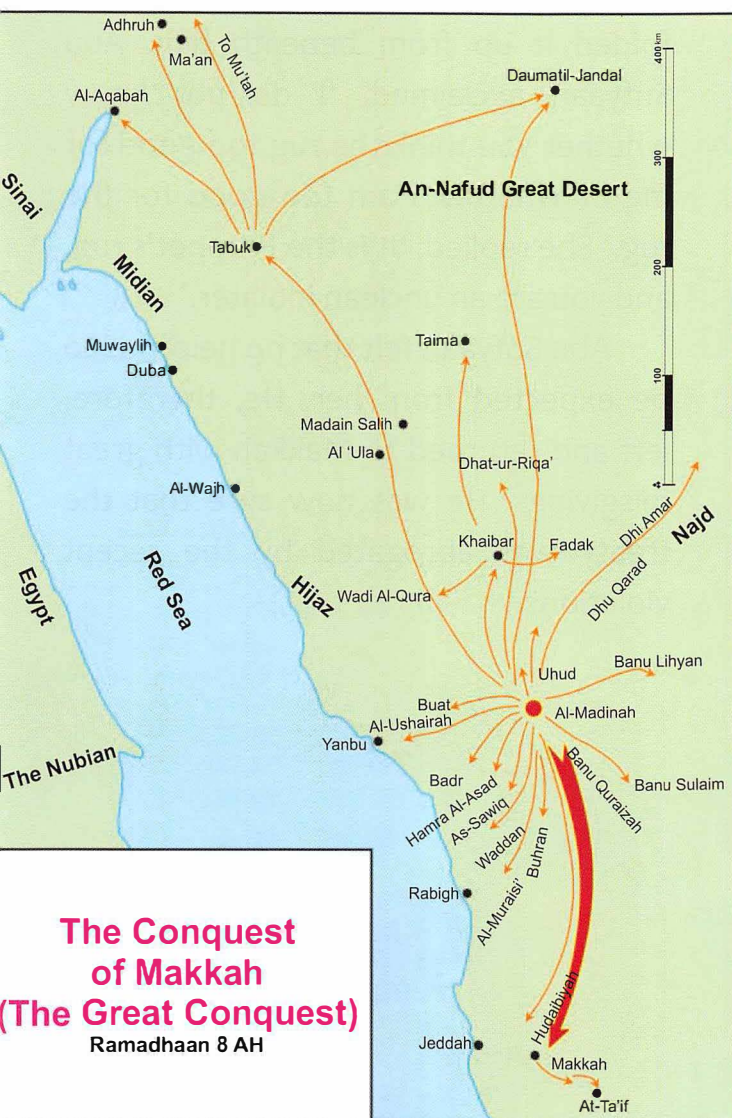 Adhruh
Ma'an
To Mu'tah
Al-Aqabah
Daumatil-Jandal
400 km
300
200
100
Sinai
An-Nafud Great Desert
Tabuk
Midian
Muwaylih
Duba
Taima
Madain Salih
Al 'Ula
Dhat-ur-Riqa'
Al-Wajh
Khaibar
Fadak
Dhi Amar
Najd
Red Sea
Egypt
Hijaz
Wadi Al-Qura
Dhu Qarad
Uhud
Banu Lihyan
Buat
Al-Madinah
Al-Ushairah
Yanbu
The Nubian
Badr
Hamra Al-Asad
As-Sawiq
Waddan
Buhran
Al-Muraisi'
Banu Quraizah
Banu Sulaim
Rabigh
Hudaibiyah
Jeddah
Makkah
At-Ta'if
The Conquest
of Makkah
(The Great Conquest)
Ramadhaan 8 AH